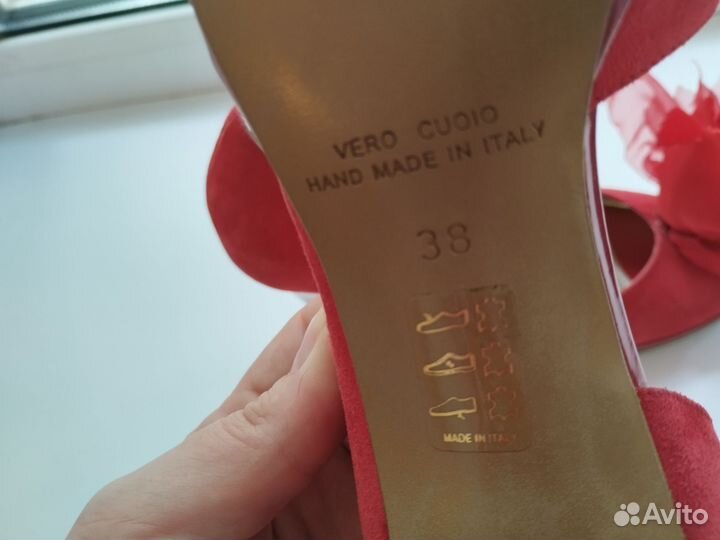 VERO CUOIO
HAND MADE IN ITALY
38
MADE IN ITALY
Avito